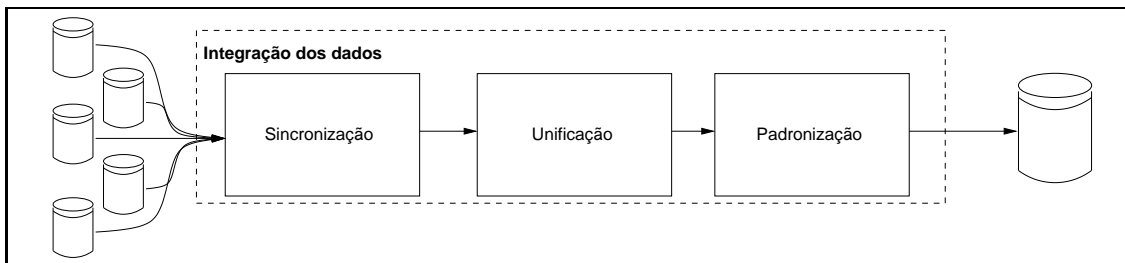 Integração dos dados
Sincronização
Unificação
Padronização